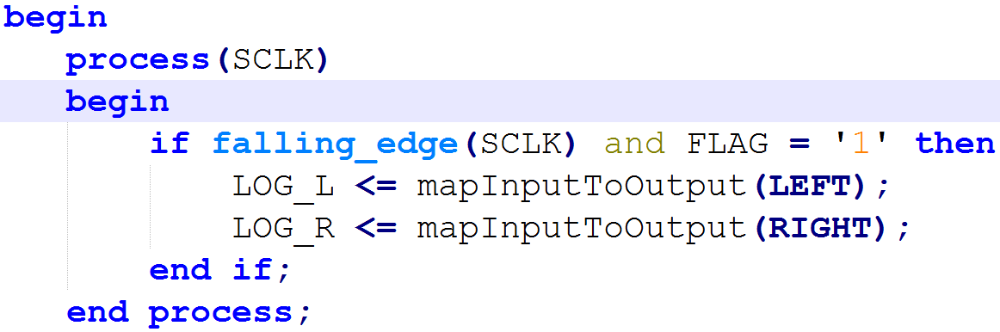 begin
process(SCLK)
begin
if falling_edge(SCLK) and FLAG = '1' then
LOG_L <= mapInputToOutput(LEFT);
LOG_R <= mapInputToOutput(RIGHT);
end if;
end process;